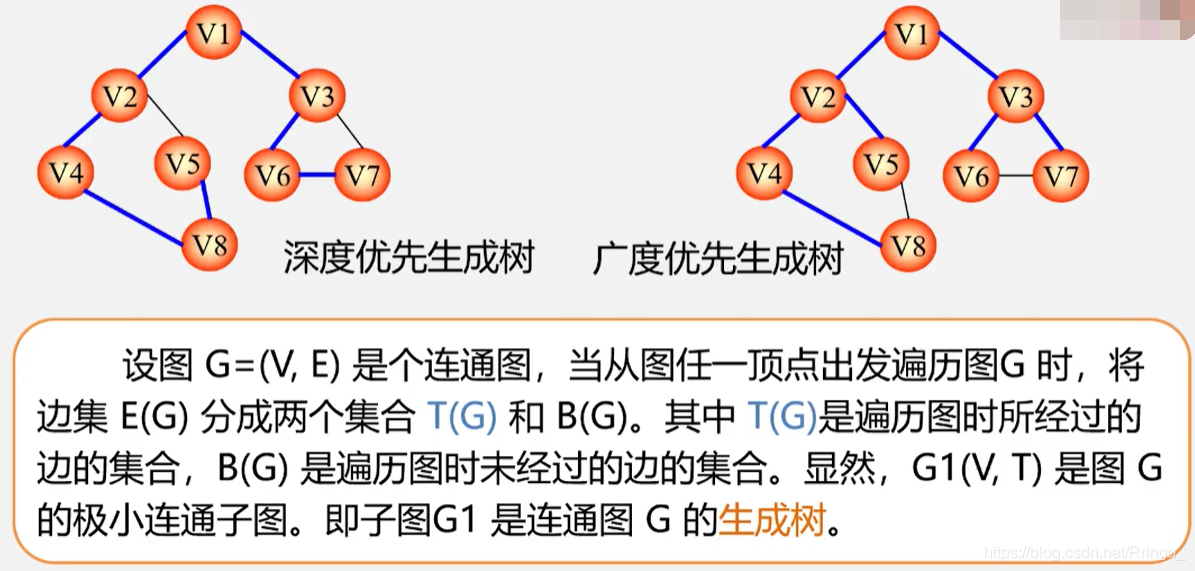 V1 V1
V2 V3 V2 V3
V4 V5 V6 V7 V4 V5 V6 V7
V8 V8
深度优先生成树 广度优先生成树
设图 G=(V, E) 是个连通图，当从图任一顶点出发遍历图G 时，将
边集 E(G) 分成两个集合 T(G) 和 B(G)。其中 T(G)是遍历图时所经过的
边的集合，B(G) 是遍历图时未经过的边的集合。显然，G1(V, T) 是图 G
的极小连通子图。即子图G1 是连通图 G 的生成树。
https://blog.csdn.net/Rringo_